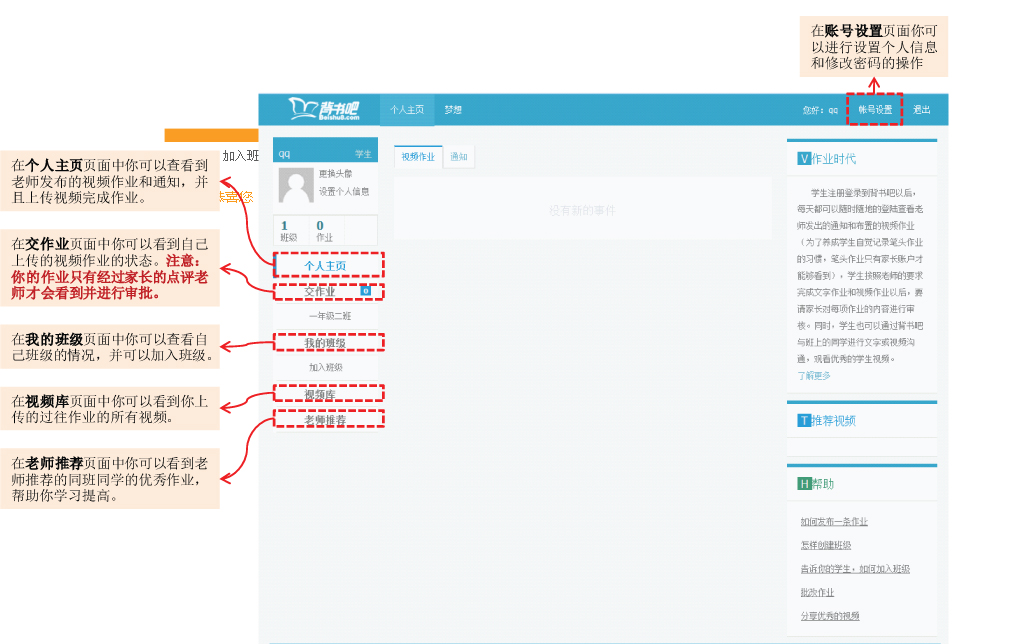 在账号设置页面你可
以进行设置个人信息
和修改密码的操作
背书吧
BeiShu8.com
个人主页
梦想
您好：qq
帐号设置
退出
加入班
恭喜您
在个人主页页面中你可以查看到
老师发布的视频作业和通知，并
且上传视频完成作业。
在交作业页面中你可以看到自己
上传的视频作业的状态。注意：
你的作业只有经过家长的点评老
师才会看到并进行审批。
在我的班级页面中你可以查看自
己班级的情况，并可以加入班级。
在视频库页面中你可以看到你上
传的过往作业的所有视频。
在老师推荐页面中你可以看到老
师推荐的同班同学的优秀作业，
帮助你学习提高。
qq
学生
更换头像
设置个人信息
1
班级
0
作业
个人主页
交作业
0
一年级二班
我的班级
加入班级
视频库
老师推荐
视频作业
通知
没有新的事件
V作业时代
学生注册登录到背书吧以后，
每天都可以随时随地的登陆查看老
师发出的通知和布置的视频作业
（为了养成学生自觉记录笔头作业
的习惯，笔头作业只有家长账户才
能够看到），学生按照老师的要求
完成文字作业和视频作业以后，要
请家长对每项作业的内容进行审
核。同时，学生也可以通过背书吧
与班上的同学进行文字或视频沟
通，观看优秀的学生视频。
了解更多
T推荐视频
H帮助
如何发布一条作业
怎样创建班级
告诉你的学生，如何加入班级
批改作业
分享优秀的视频